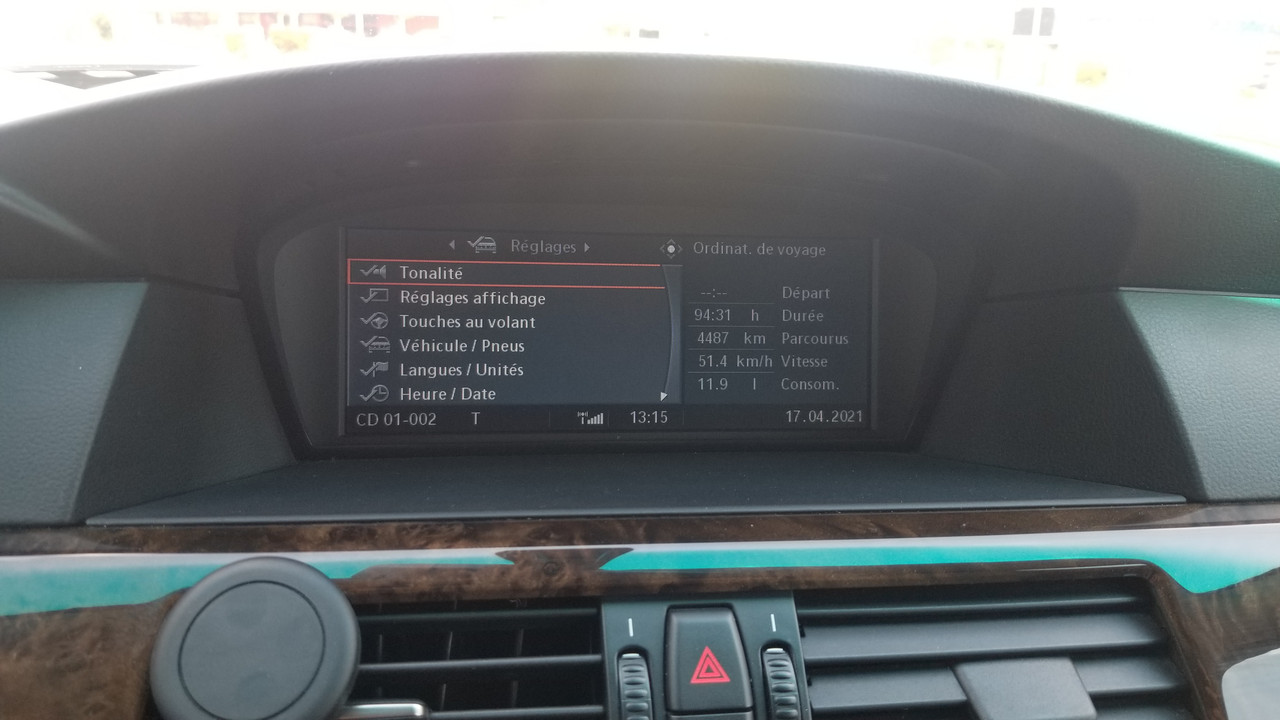 Réglages
Tonalité
Réglages affichage
Touches au volant
Véhicule / Pneus
Langues / Unités
Heure / Date
Ordinat. de voyage
--:-- Départ
94:31 h Durée
4487 km Parcourus
51.4 km/h Vitesse
11.9 l Consom.
CD 01-002 T 13:15 17.04.2021